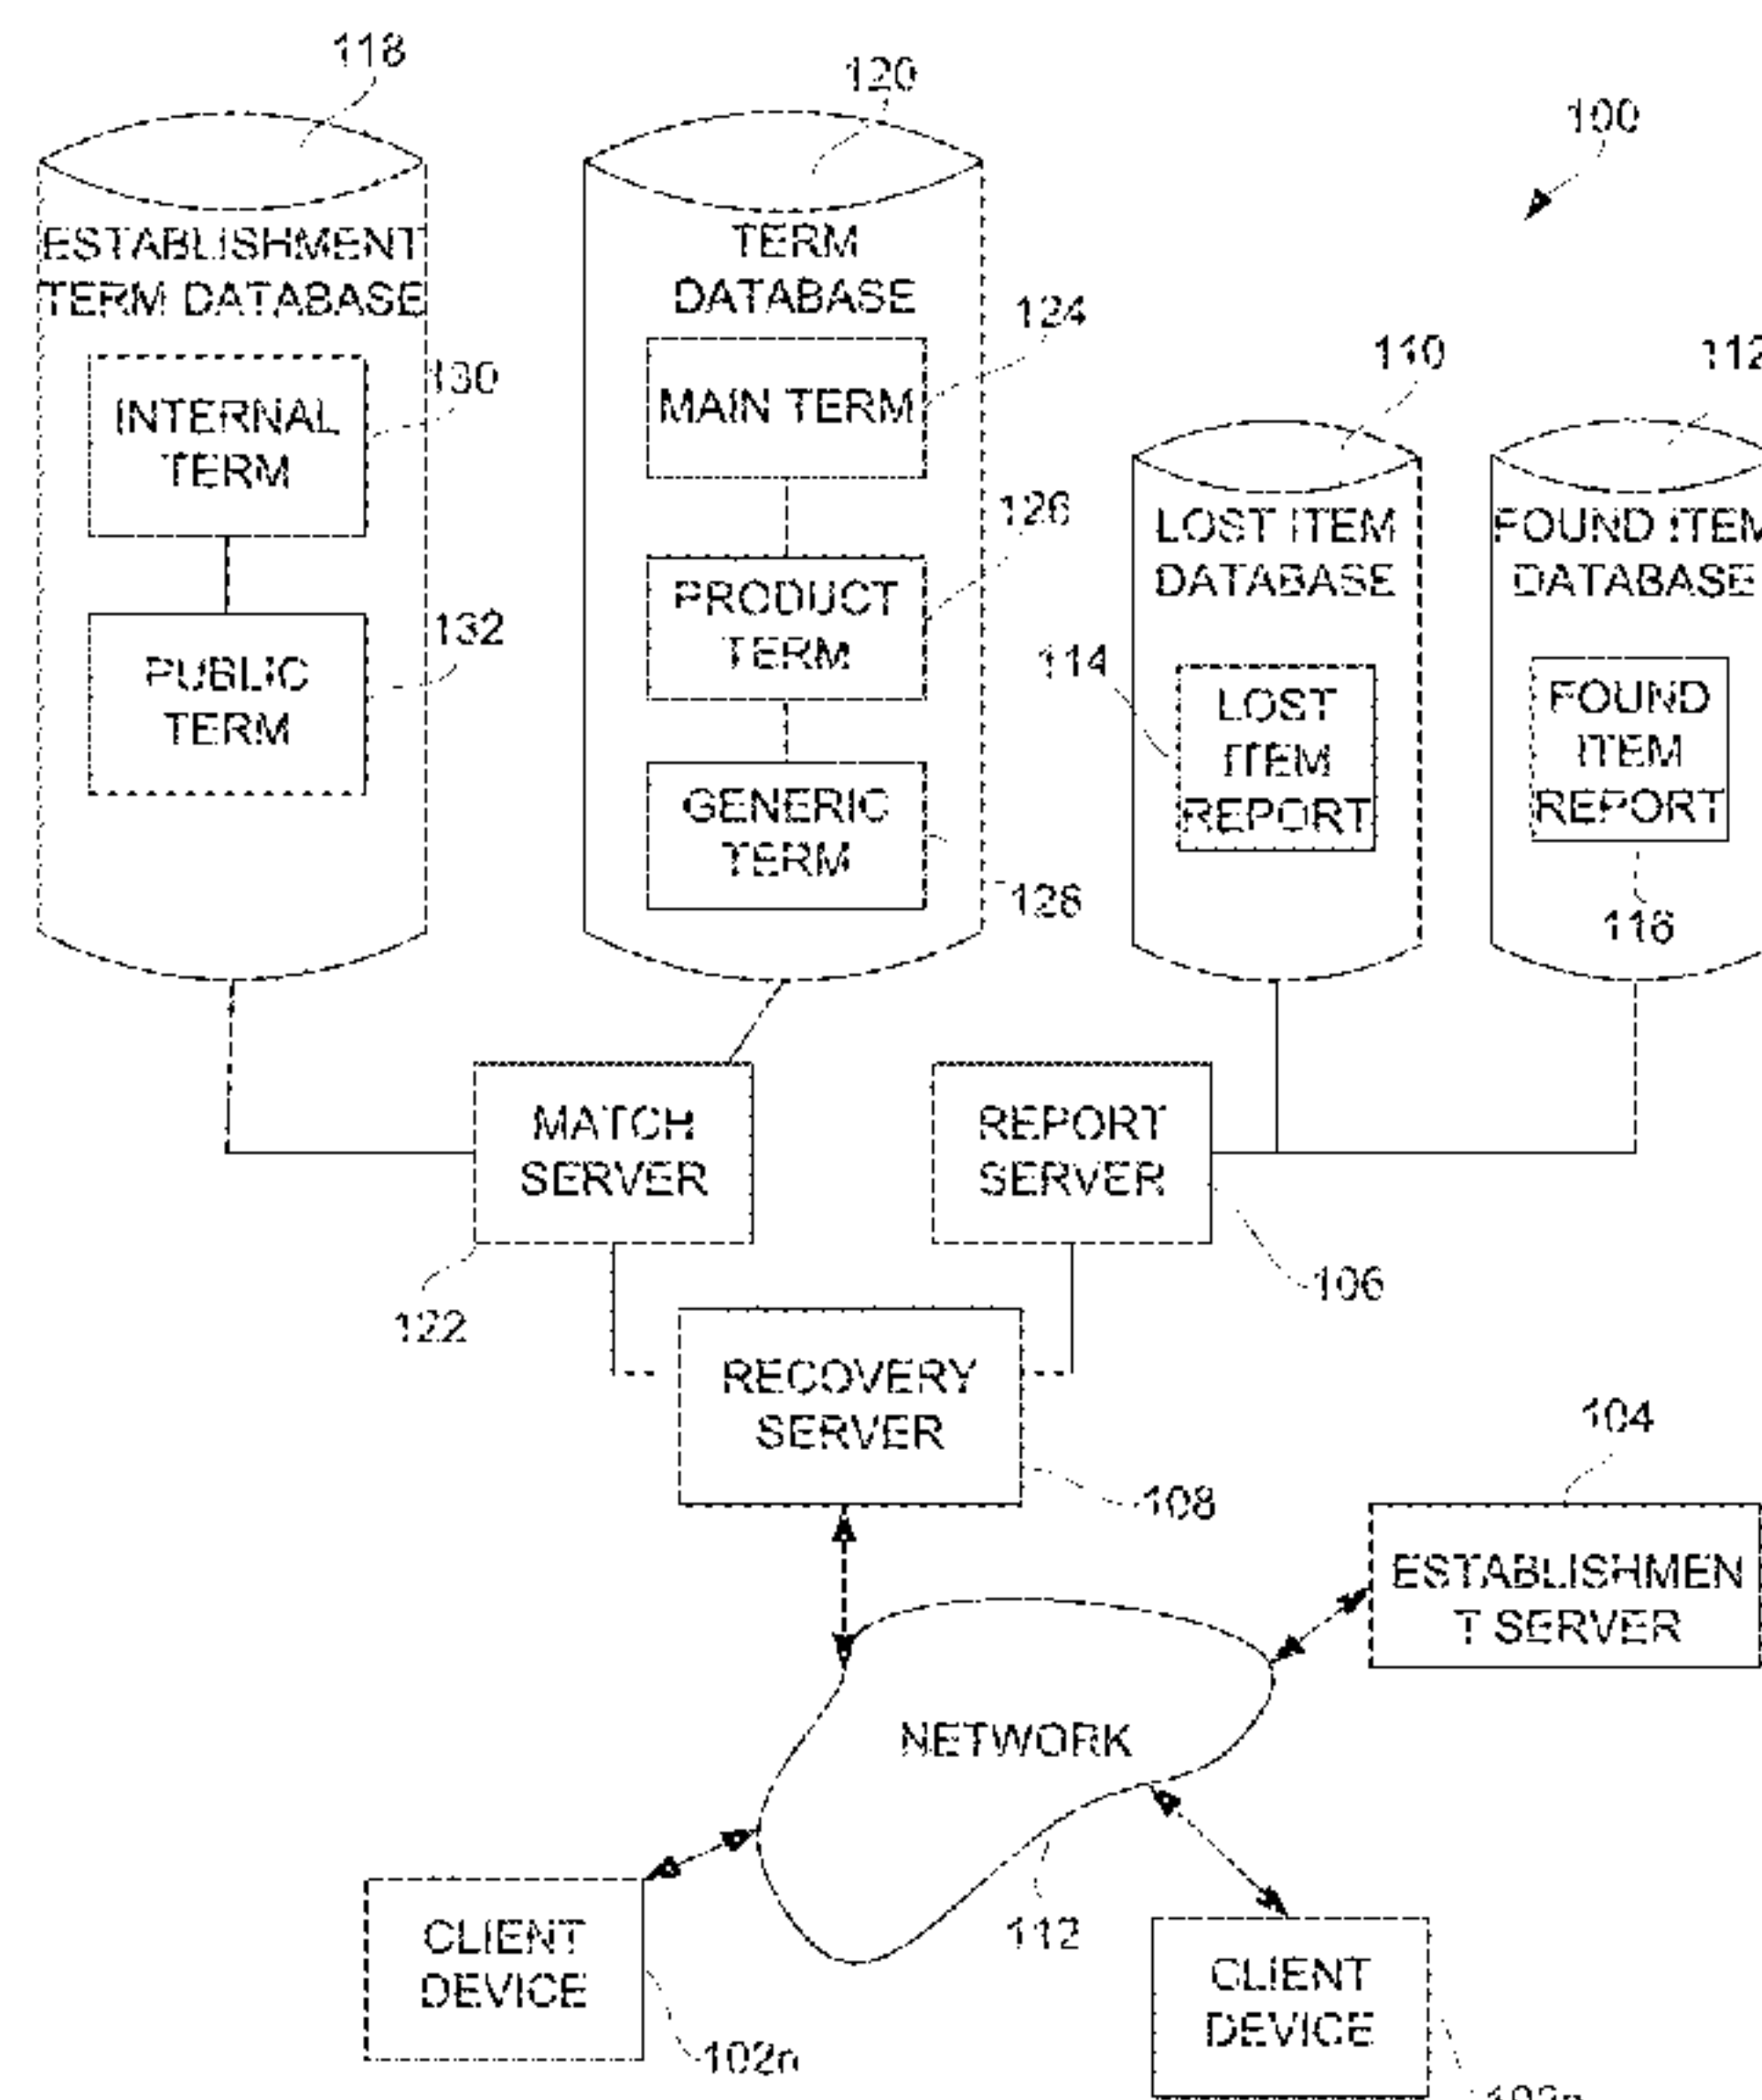 118
120
100
ESTABLISHMENT
TERM DATABASE
TERM
DATABASE
124
110
112
MAIN TERM
130
INTERNAL
TERM
126
LOST ITEM
DATABASE
FOUND ITEM
DATABASE
PRODUCT
TERM
132
PUBLIC
TERM
114
LOST
ITEM
REPORT
FOUND
ITEM
REPORT
GENERIC
TERM
128
116
MATCH
SERVER
REPORT
SERVER
122
106
RECOVERY
SERVER
108
104
ESTABLISHMEN
T SERVER
NETWORK
112
CLIENT
DEVICE
102n
CLIENT
DEVICE